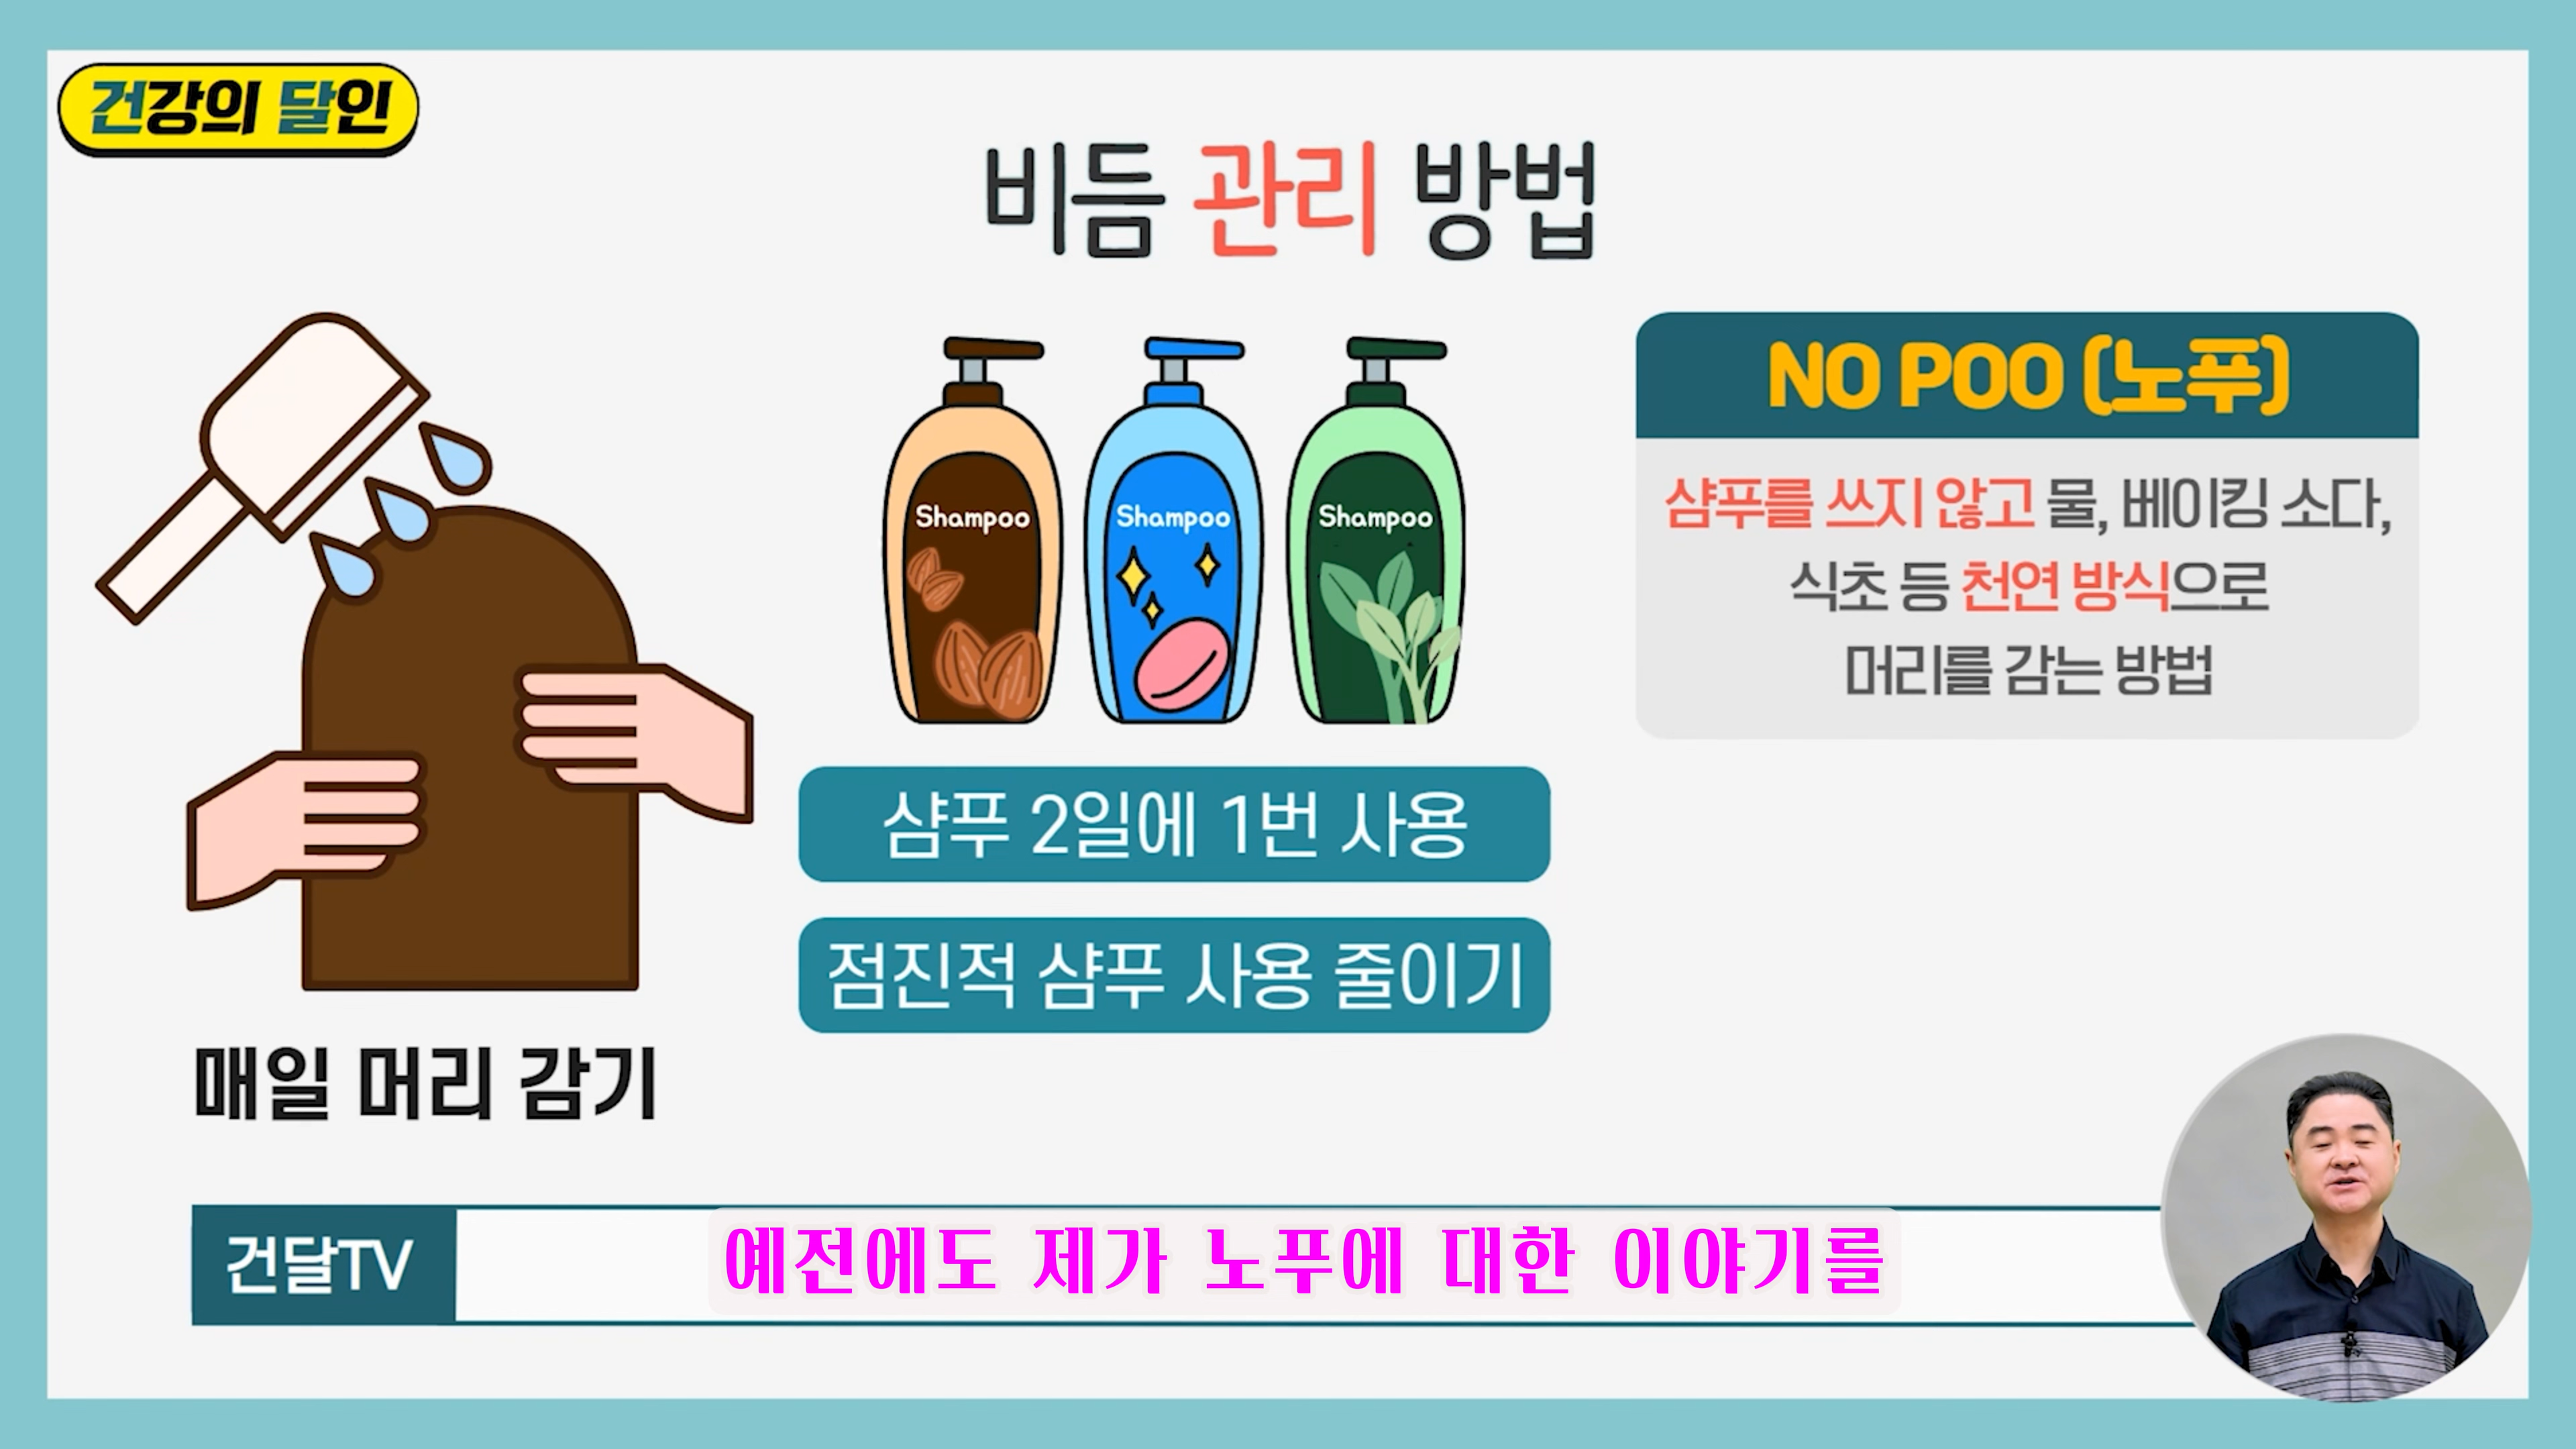 건강의 달인
비듬 관리 방법
Shampoo
Shampoo
Shampoo
NO POO (노푸)
샴푸를 쓰지 않고 물, 베이킹 소다,
식초 등 천연 방식으로
머리를 감는 방법
샴푸 2일에 1번 사용
점진적 샴푸 사용 줄이기
매일 머리 감기
건달TV
예전에도 제가 노푸에 대한 이야기를